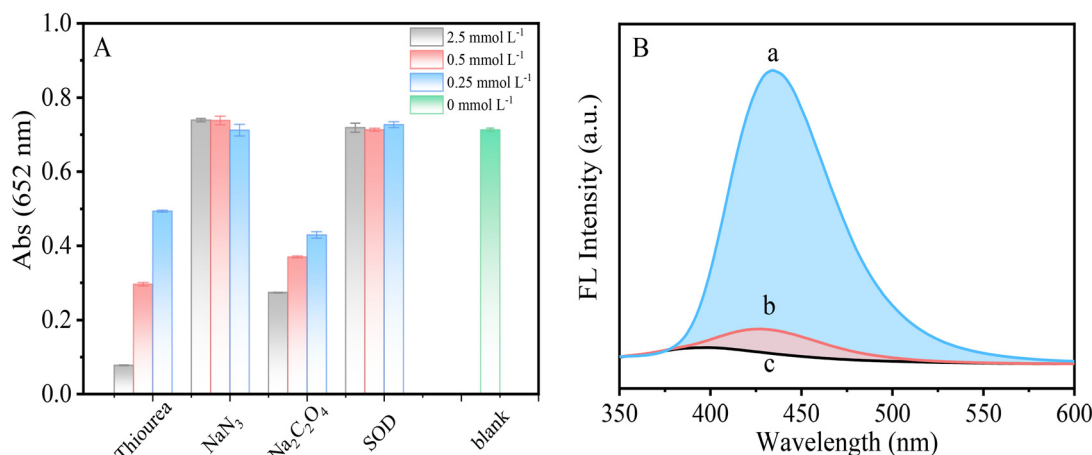 A
2.5 mmol L⁻¹
0.5 mmol L⁻¹
0.25 mmol L⁻¹
0 mmol L⁻¹
Abs (652 nm)
1.0
0.8
0.6
0.4
0.2
0.0
Thiourea
NaN₃
Na₂C₂O₄
SOD
blank
B
a
b
c
FL Intensity (a.u.)
350 400 450 500 550 600
Wavelength (nm)